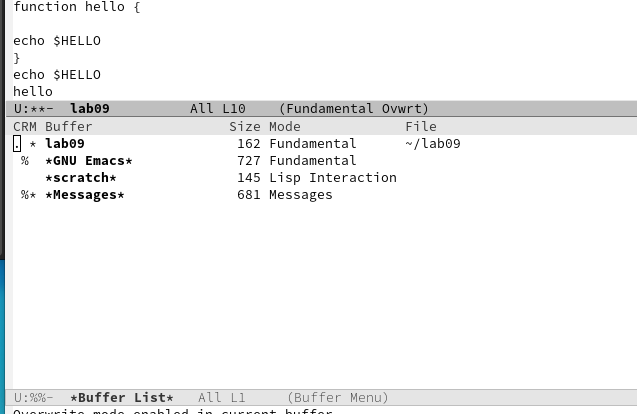 function hello {
echo $HELLO
}
echo $HELLO
hello
U:**-  lab09          All L10    (Fundamental Ovwrt)
CRM Buffer                 Size Mode             File
. * lab09                   162 Fundamental      ~/lab09
 %  *GNU Emacs*             727 Fundamental
    *scratch*               145 Lisp Interaction
 %* *Messages*              681 Messages
U:%%-  *Buffer List*   All L1     (Buffer Menu)
Overwrite mode enabled in current buffer